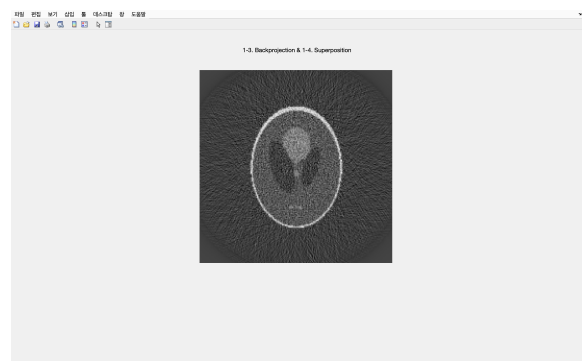 파일 편집 보기 삽입 툴 데스크탑 창 도움말
1-3. Backprojection & 1-4. Superposition